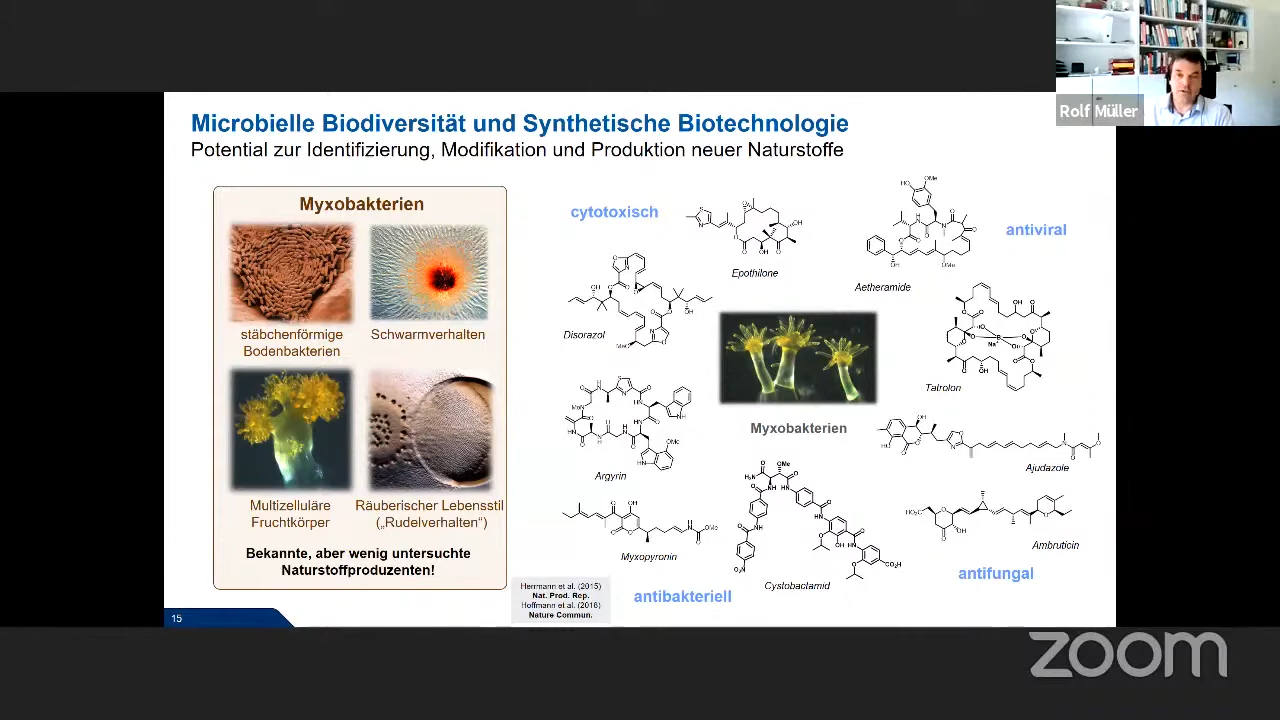 Rolf Müller
Microbielle Biodiversität und Synthetische Biotechnologie
Potential zur Identifizierung, Modifikation und Produktion neuer Naturstoffe
Myxobakterien
stäbchenförmige
Bodenbakterien
Schwarmverhalten
Multizelluläre
Fruchtkörper
Räuberischer Lebensstil
(„Rudelverhalten“)
Bekannte, aber wenig untersuchte
Naturstoffproduzenten!
cytotoxisch
Epothilone
antiviral
Aetheramide
Disorazol
Tatrolon
Myxobakterien
Argyrin
Ajudazole
Myxopyronin
Cystobactamid
Ambruticin
antifungal
antibakteriell
Herrmann et al. (2015)
Nat. Prod. Rep.
Hoffmann et al. (2018)
Nature Commun.
15
zoom